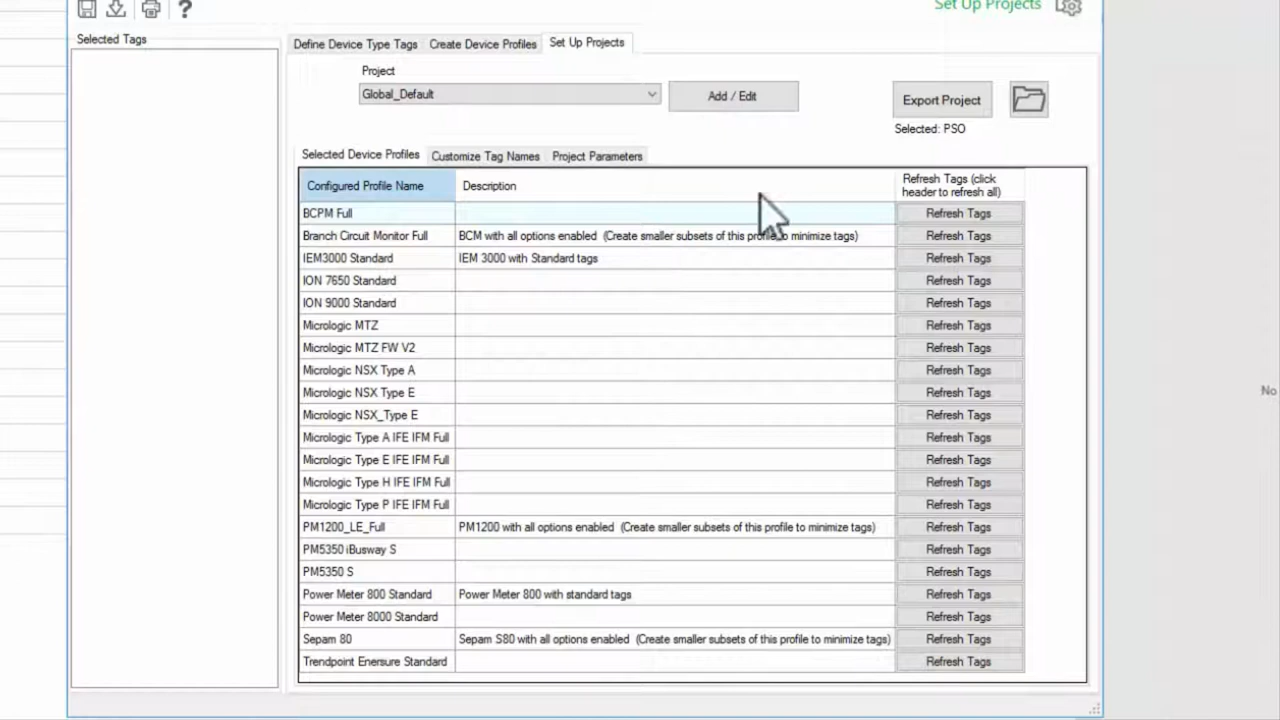 Set Up Projects
?
Selected Tags
Define Device Type Tags Create Device Profiles Set Up Projects
Project
Global_Default Add / Edit Export Project
Selected: PSO
Selected Device Profiles Customize Tag Names Project Parameters
Configured Profile Name Description Refresh Tags (click
header to refresh all)
BCPM Full Refresh Tags
Branch Circuit Monitor Full BCM with all options enabled (Create smaller subsets of this profile to minimize tags) Refresh Tags
IEM3000 Standard IEM 3000 with Standard tags Refresh Tags
ION 7650 Standard Refresh Tags
ION 9000 Standard Refresh Tags
Micrologic MTZ Refresh Tags
Micrologic MTZ FW V2 Refresh Tags
Micrologic NSX Type A Refresh Tags
Micrologic NSX Type E Refresh Tags
Micrologic NSX_Type E Refresh Tags
Micrologic Type A IFE IFM Full Refresh Tags
Micrologic Type E IFE IFM Full Refresh Tags
Micrologic Type H IFE IFM Full Refresh Tags
Micrologic Type P IFE IFM Full Refresh Tags
PM1200_LE_Full PM1200 with all options enabled (Create smaller subsets of this profile to minimize tags) Refresh Tags
PM5350 iBusway S Refresh Tags
PM5350 S Refresh Tags
Power Meter 800 Standard Power Meter 800 with standard tags Refresh Tags
Power Meter 8000 Standard Refresh Tags
Sepam 80 Sepam S80 with all options enabled (Create smaller subsets of this profile to minimize tags) Refresh Tags
Trendpoint Enersure Standard Refresh Tags
No